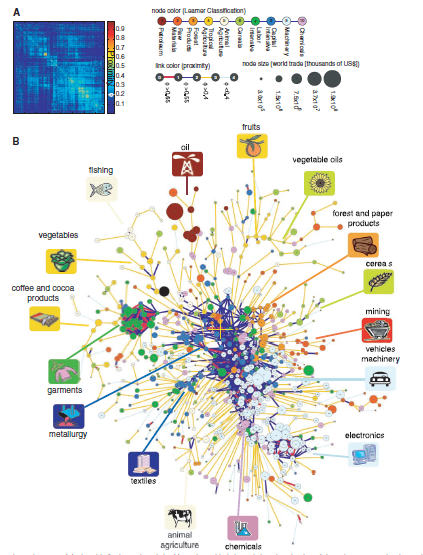 A
0.9
0.8
0.7
0.6
0.5
0.4
0.3
0.2
0.1
Proximity φ
node color (Leamer Classification)
Petroleum
Raw
Materials
Forest
Products
Tropical
Agriculture
Animal
Agriculture
Cereals
Labor
Intensive
Capital
Intensive
Machinery
Chemicals
link color (proximity)
node size (world trade [thousands of US$])
B
fruits
oil
vegetable oils
fishing
forest and paper
products
vegetables
cerea s
coffee and cocoa
products
mining
vehicles
machinery
garments
metallurgy
electronics
textiles
animal
agriculture
chemicals